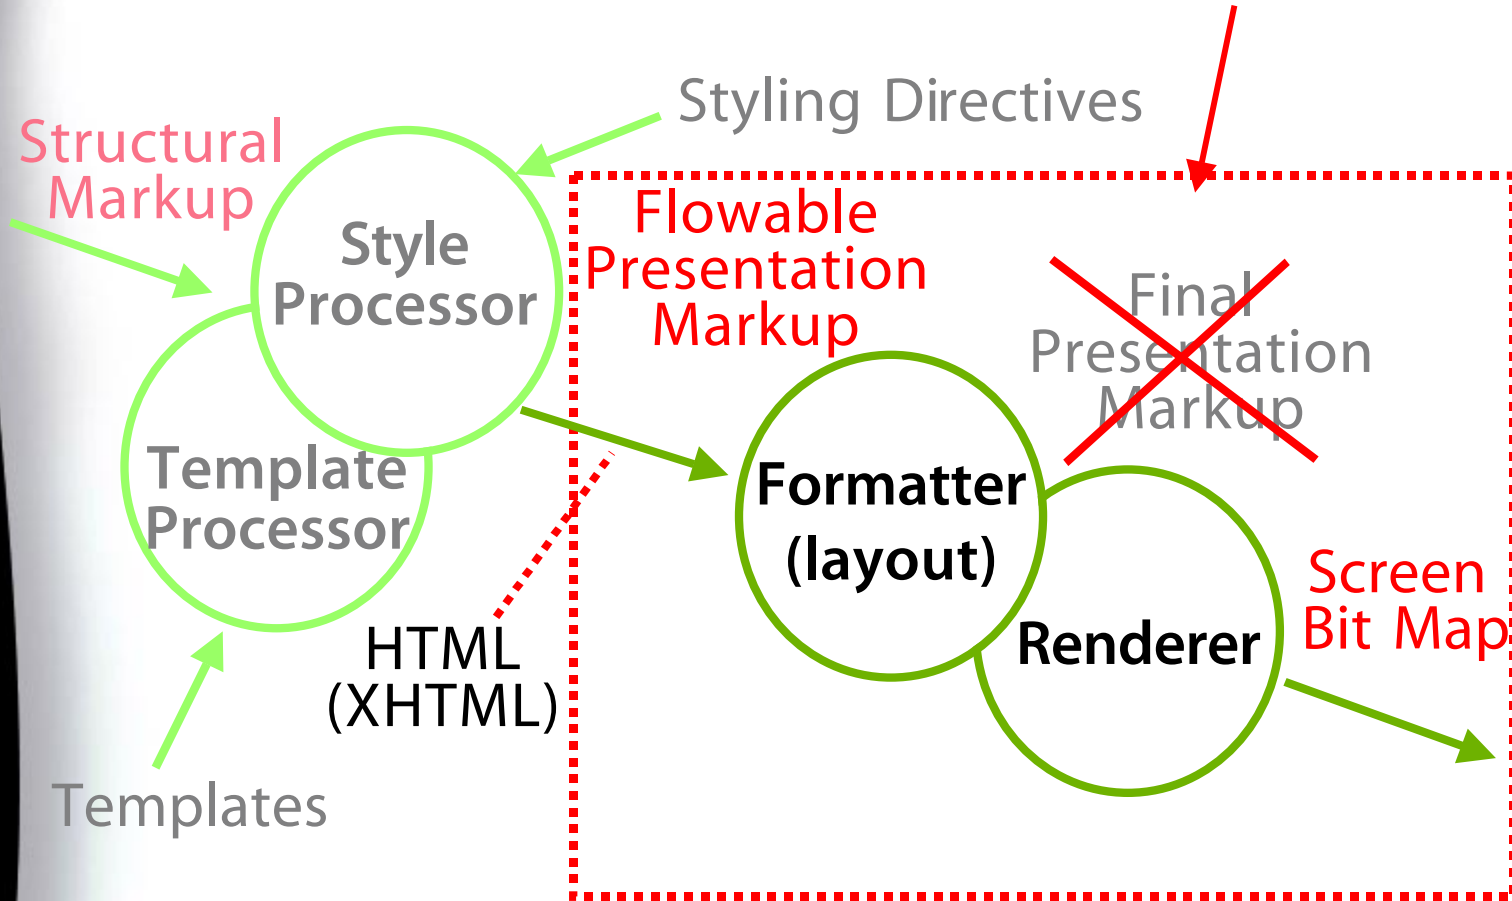 Styling Directives
Structural
Markup
Style
Processor
Flowable
Presentation
Markup
Final
Presentation
Markup
Template
Processor
Formatter
(layout)
Renderer
Screen
Bit Map
HTML
(XHTML)
Templates